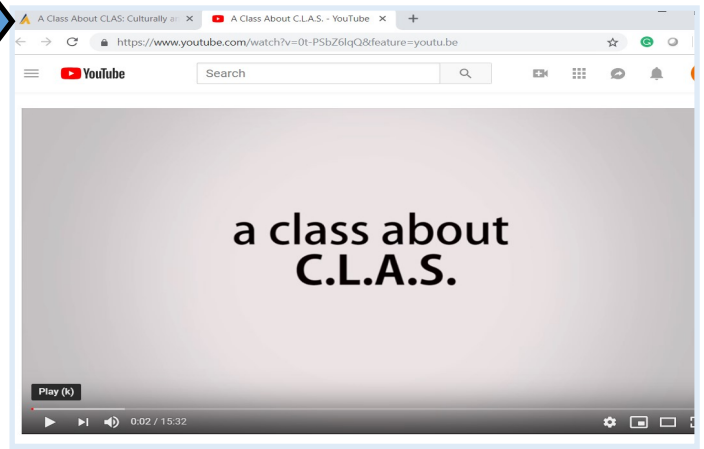 A Class About CLAS: Culturally an
A Class About C.L.A.S. - YouTube
https://www.youtube.com/watch?v=0t-PSbZ6lqQ&feature=youtu.be
YouTube
Search
a class about
C.L.A.S.
Play (k)
0:02 / 15:32